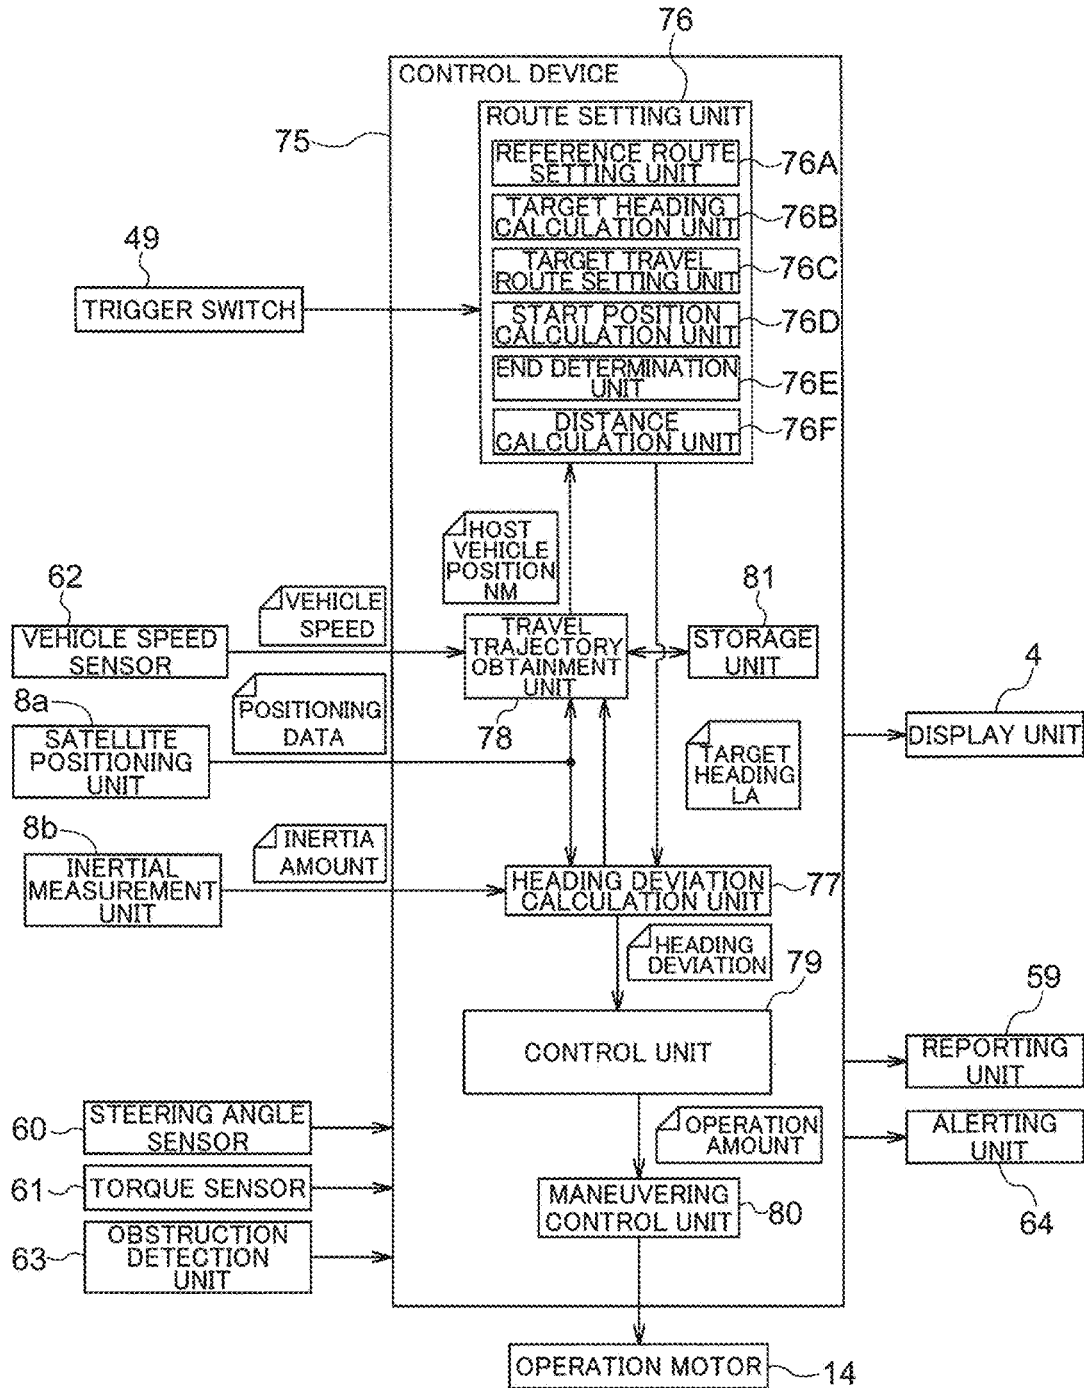 76
CONTROL DEVICE
ROUTE SETTING UNIT
75
REFERENCE ROUTE
SETTING UNIT
76A
TARGET HEADING
CALCULATION UNIT
76B
TARGET TRAVEL
ROUTE SETTING UNIT
76C
49
TRIGGER SWITCH
START POSITION
CALCULATION UNIT
76D
END DETERMINATION
UNIT
76E
DISTANCE
CALCULATION UNIT
76F
HOST
VEHICLE
POSITION
NM
62
VEHICLE SPEED
SENSOR
VEHICLE
SPEED
TRAVEL
TRAJECTORY
OBTAINMENT
UNIT
78
81
STORAGE
UNIT
4
DISPLAY UNIT
8a
SATELLITE
POSITIONING
UNIT
POSITIONING
DATA
TARGET
HEADING
LA
8b
INERTIAL
MEASUREMENT
UNIT
INERTIA
AMOUNT
HEADING DEVIATION
CALCULATION UNIT
77
HEADING
DEVIATION
79
CONTROL UNIT
59
REPORTING
UNIT
60
STEERING ANGLE
SENSOR
OPERATION
AMOUNT
ALERTING
UNIT
64
61
TORQUE SENSOR
MANEUVERING
CONTROL UNIT
80
63
OBSTRUCTION
DETECTION
UNIT
OPERATION MOTOR
14